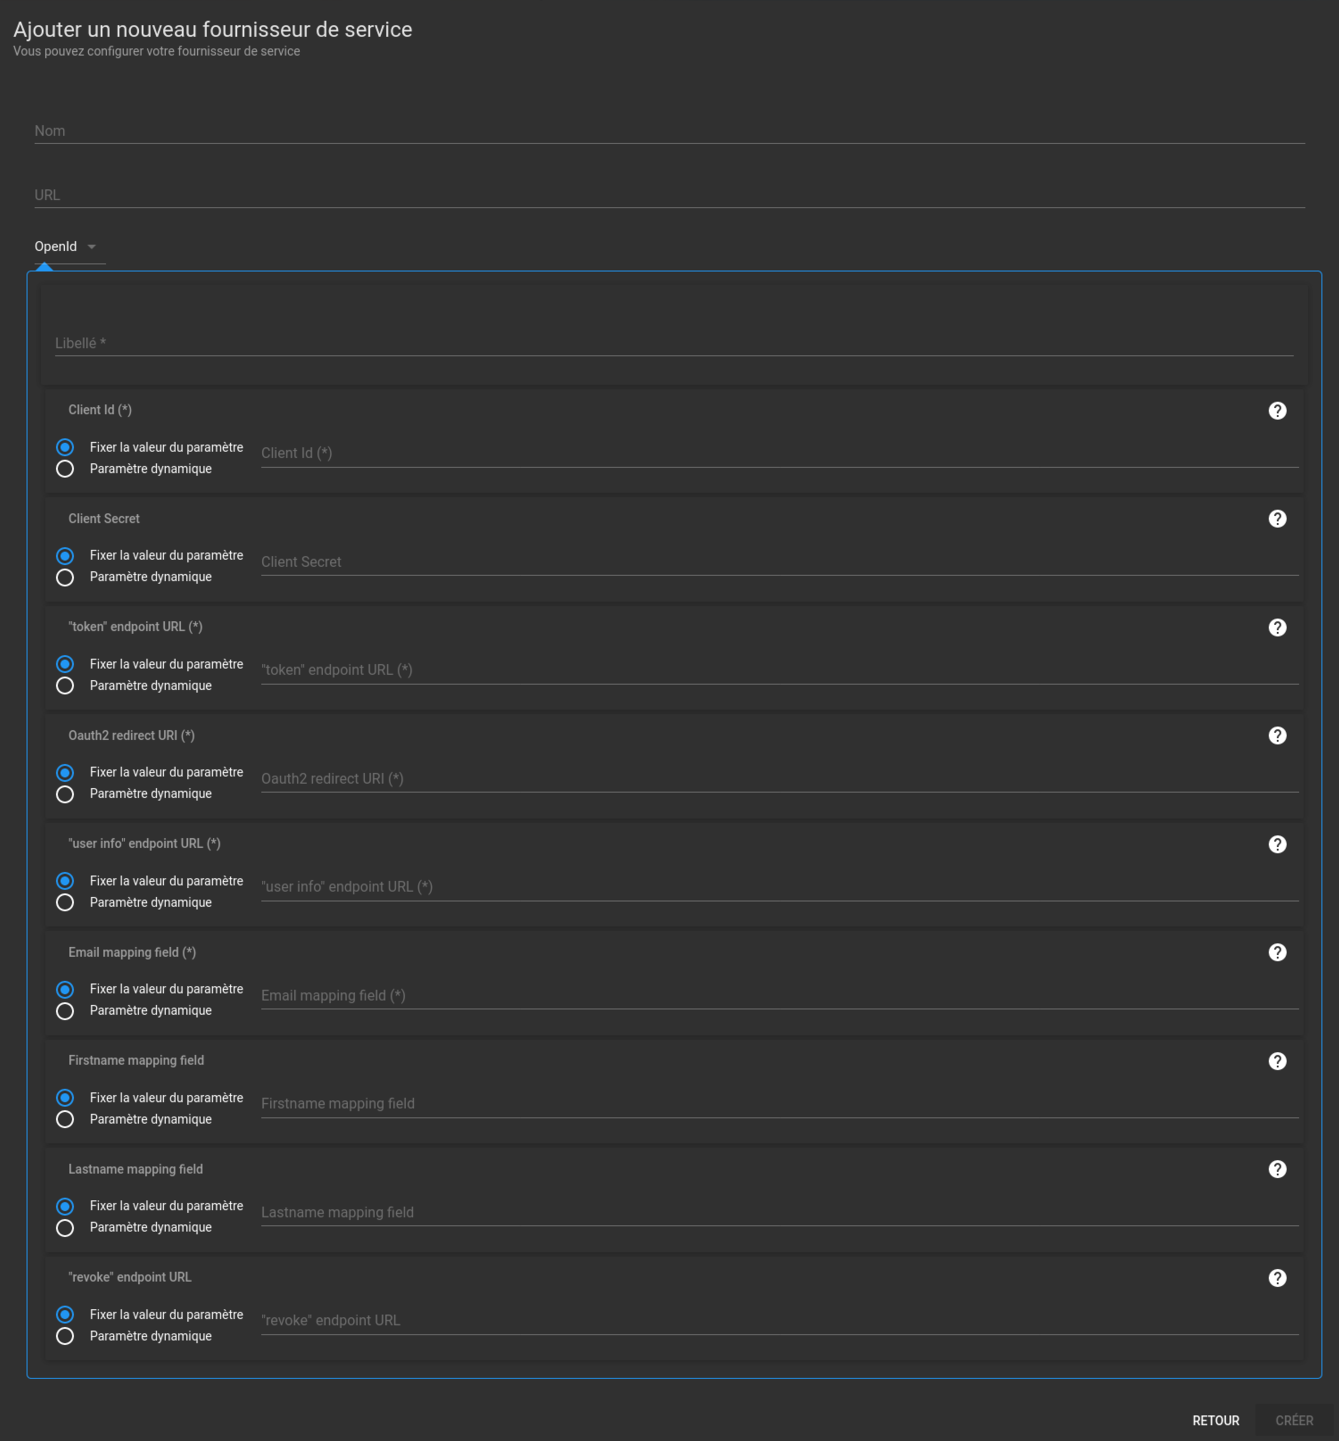 Ajouter un nouveau fournisseur de service
Vous pouvez configurer votre fournisseur de service
Nom
URL
OpenId
Libellé *
Client Id (*)
Fixer la valeur du paramètre
Client Id (*)
Paramètre dynamique
Client Secret
Fixer la valeur du paramètre
Client Secret
Paramètre dynamique
"token" endpoint URL (*)
Fixer la valeur du paramètre
"token" endpoint URL (*)
Paramètre dynamique
Oauth2 redirect URI (*)
Fixer la valeur du paramètre
Oauth2 redirect URI (*)
Paramètre dynamique
"user info" endpoint URL (*)
Fixer la valeur du paramètre
"user info" endpoint URL (*)
Paramètre dynamique
Email mapping field (*)
Fixer la valeur du paramètre
Email mapping field (*)
Paramètre dynamique
Firstname mapping field
Fixer la valeur du paramètre
Firstname mapping field
Paramètre dynamique
Lastname mapping field
Fixer la valeur du paramètre
Lastname mapping field
Paramètre dynamique
"revoke" endpoint URL
Fixer la valeur du paramètre
"revoke" endpoint URL
Paramètre dynamique
RETOUR CRÉER